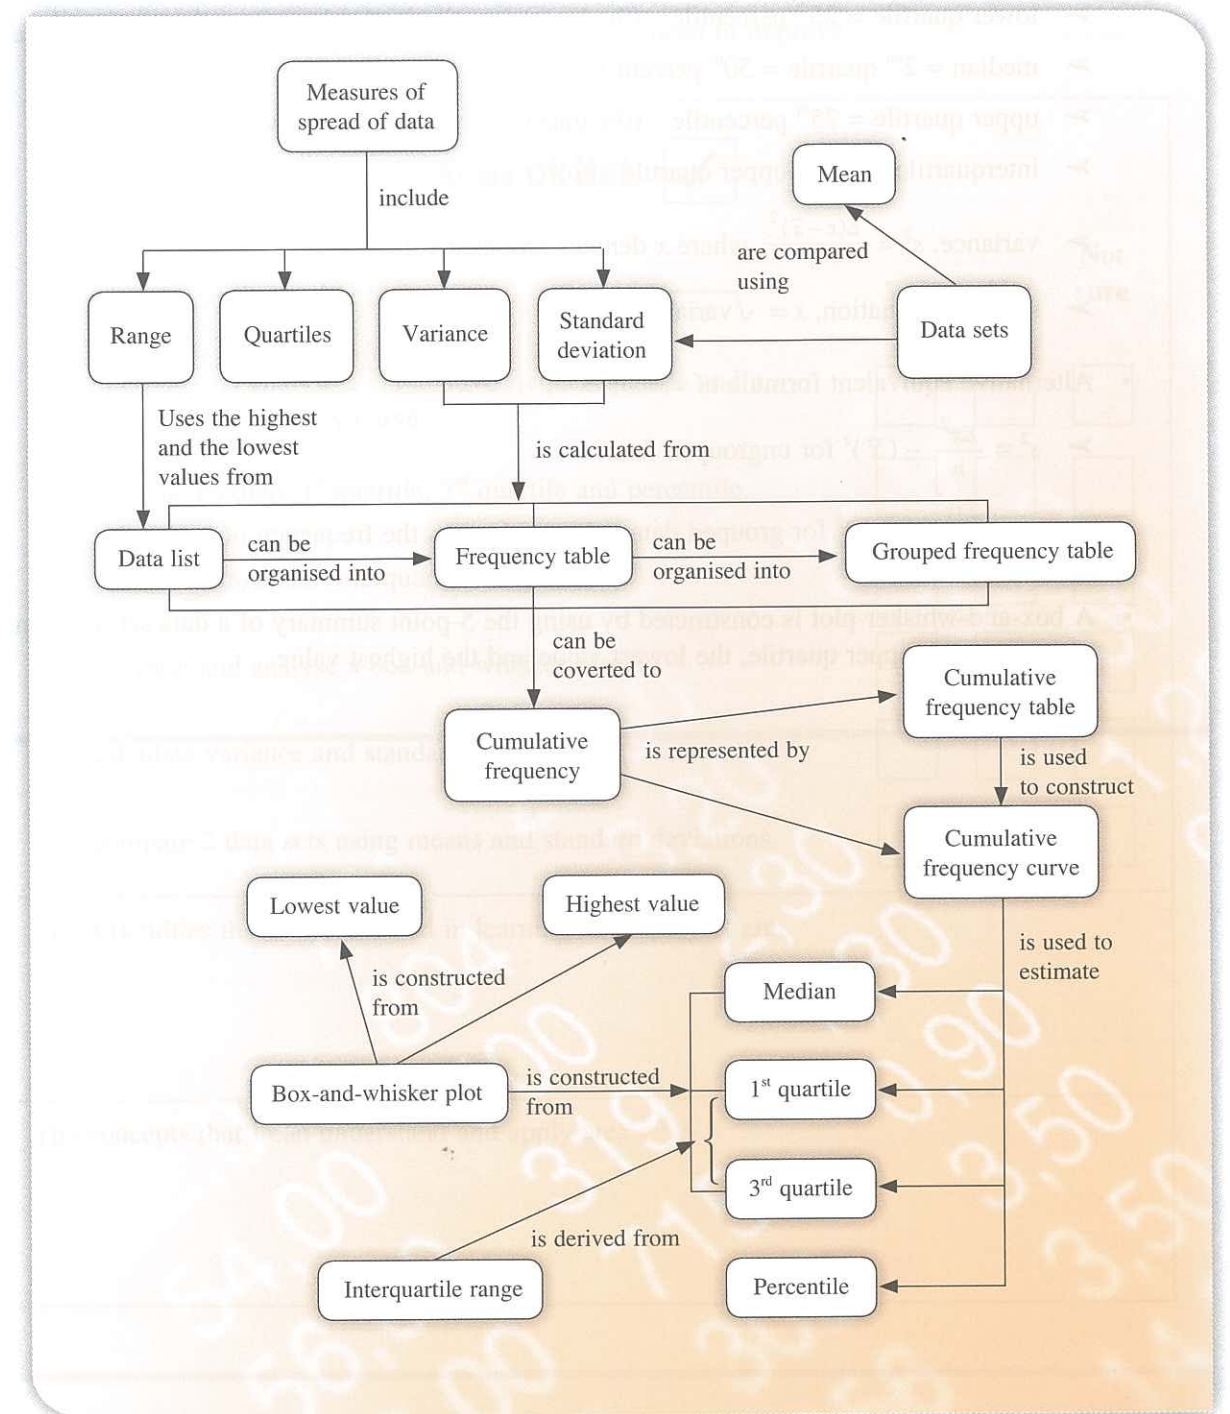 Measures of
spread of data
include
Mean
are compared
using
Data sets
Range
Quartiles
Variance
Standard
deviation
Uses the highest
and the lowest
values from
is calculated from
Data list
can be
organised into
Frequency table
can be
organised into
Grouped frequency table
can be
coverted to
Cumulative
frequency
is represented by
Cumulative
frequency table
is used
to construct
Cumulative
frequency curve
Lowest value
Highest value
is constructed
from
is used to
estimate
Median
Box-and-whisker plot
is constructed
from
1st quartile
3rd quartile
is derived from
Interquartile range
Percentile